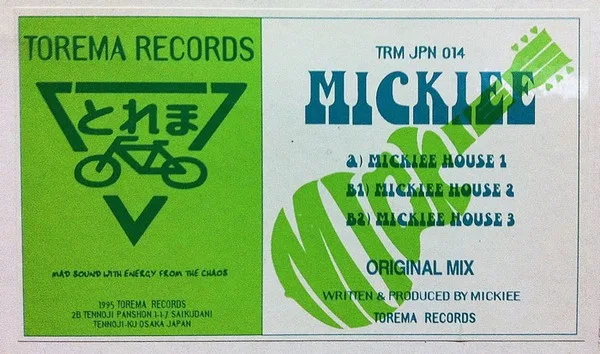 TOREMA RECORDS
とれま
MAD SOUND WITH ENERGY FROM THE CHAOS
1995 TOREMA RECORDS
2B TENNOJI PANSHON 1-1-7 SAIKUDANI
TENNOJI-KU OSAKA JAPAN
TRM JPN 014
MICKIEE
A) MICKIEE HOUSE 1
B1) MICKIEE HOUSE 2
B2) MICKIEE HOUSE 3
MICKIEE
ORIGINAL MIX
WRITTEN & PRODUCED BY MICKIEE
TOREMA RECORDS